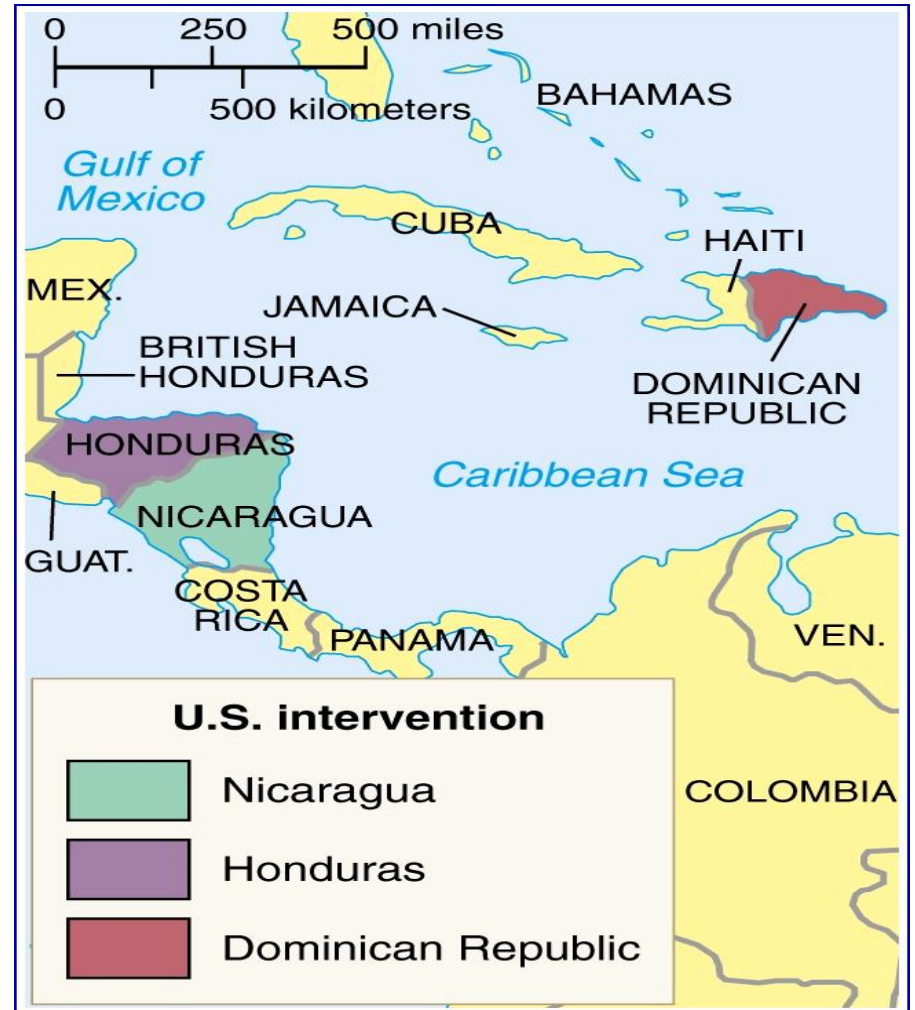 0 250 500 miles
0 500 kilometers
BAHAMAS
Gulf of
Mexico
CUBA
HAITI
MEX.
JAMAICA
BRITISH
HONDURAS
DOMINICAN
REPUBLIC
HONDURAS
Caribbean Sea
NICARAGUA
GUAT.
COSTA
RICA
PANAMA
VEN.
U.S. intervention
Nicaragua
COLOMBIA
Honduras
Dominican Republic